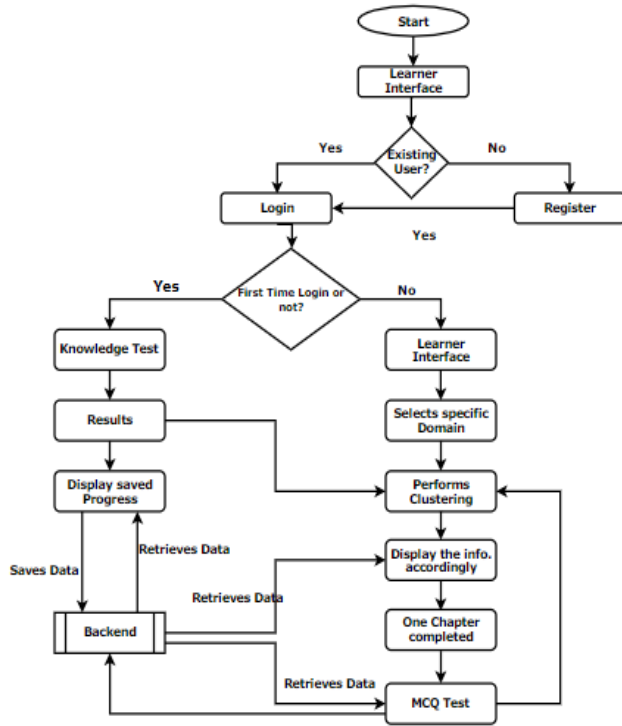 Start
Learner
Interface
Existing
User?
Yes
No
Login
Register
Yes
First Time Login or
not?
Yes
No
Knowledge Test
Learner
Interface
Results
Selects specific
Domain
Display saved
Progress
Performs
Clustering
Retrieves Data
Saves Data
Display the info.
accordingly
Retrieves Data
Backend
One Chapter
completed
Retrieves Data
MCQ Test